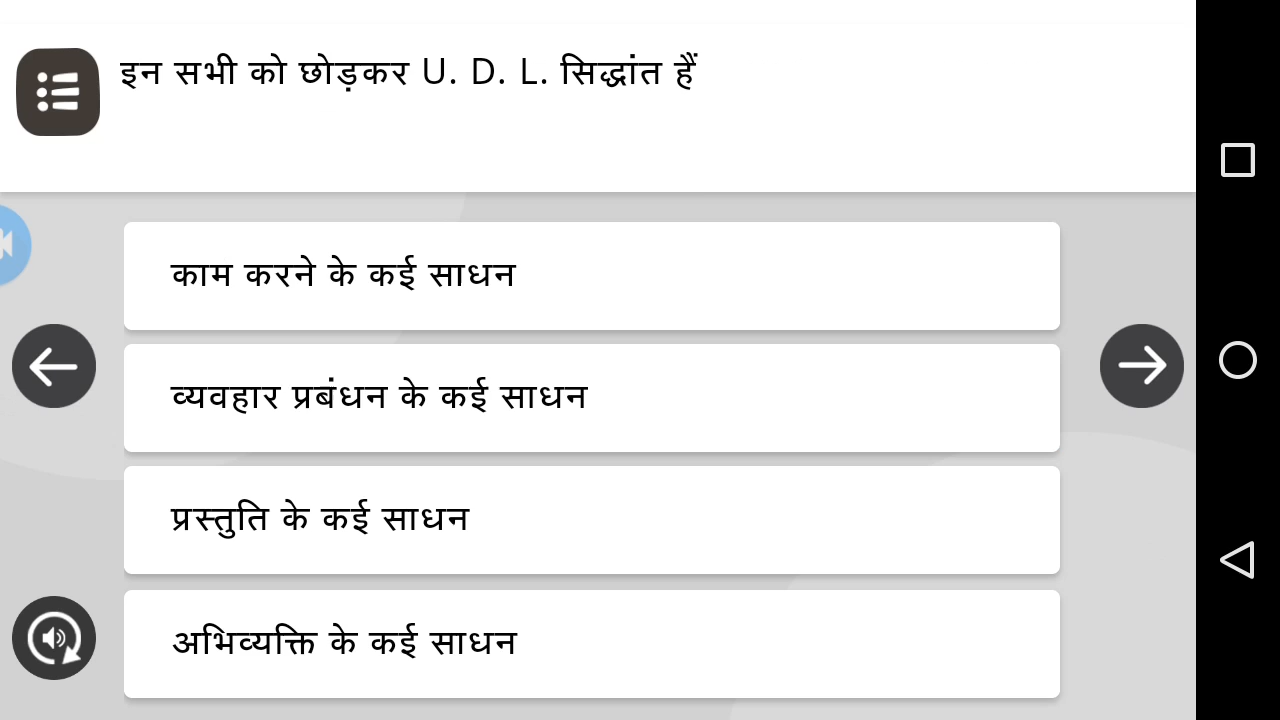 इन सभी को छोड़कर U. D. L. सिद्धांत हैं
काम करने के कई साधन
व्यवहार प्रबंधन के कई साधन
प्रस्तुति के कई साधन
अभिव्यक्ति के कई साधन